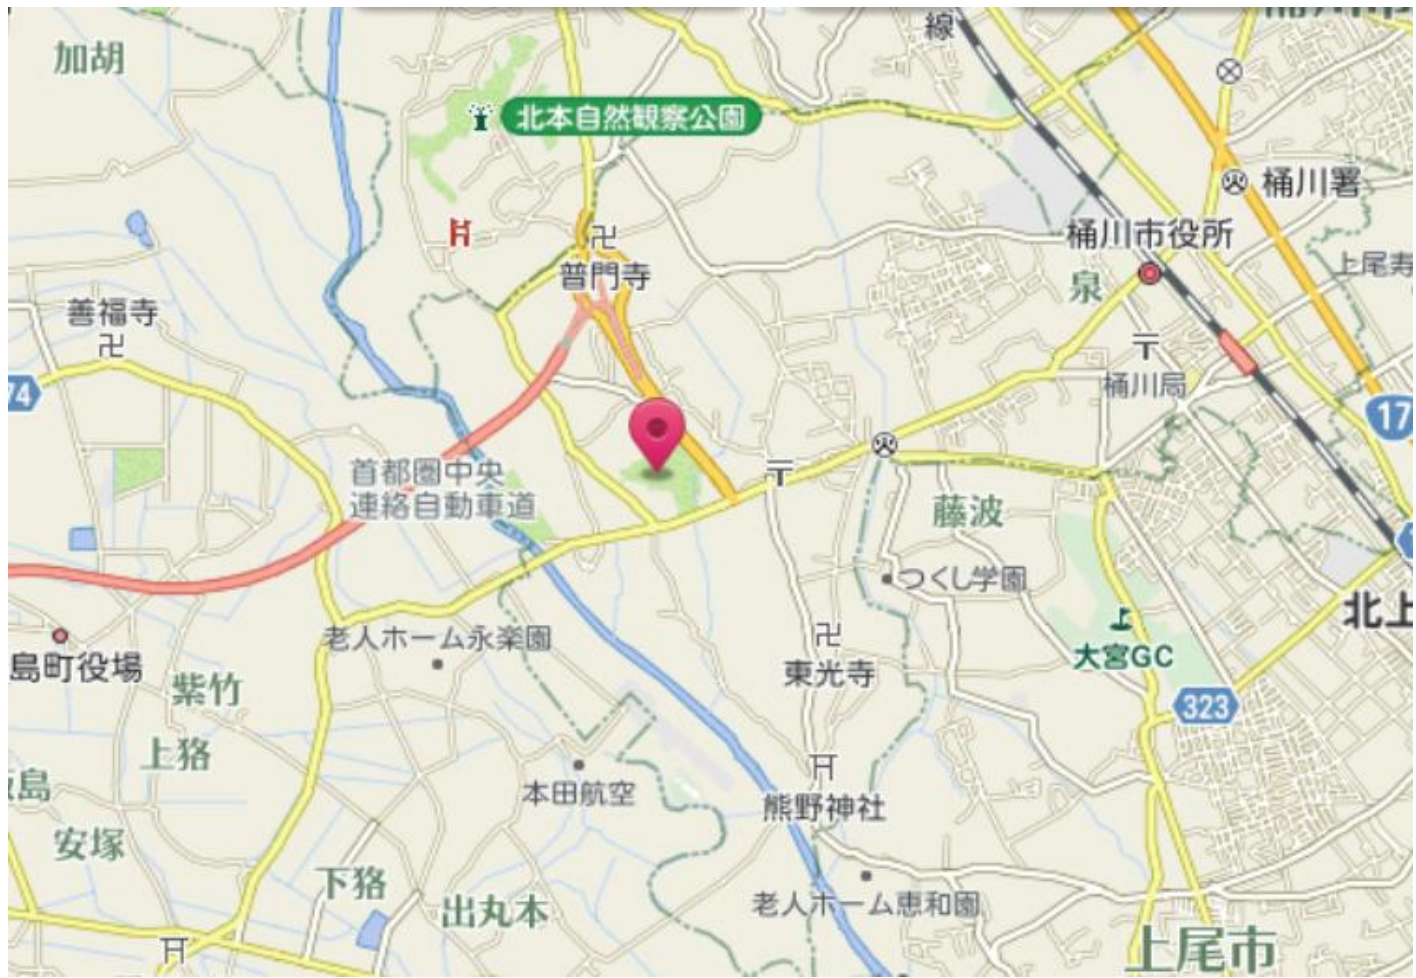 線
加胡
北本自然観察公園
桶川署
桶川市役所
上尾寿
普門寺
泉
善福寺
桶川局
74
17
首都圏中央
連絡自動車道
藤波
つくし学園
北上
老人ホーム永楽園
島町役場
東光寺
大宮GC
紫竹
323
上狢
本田航空
島
熊野神社
安塚
下狢
出丸本
老人ホーム恵和園
上尾市